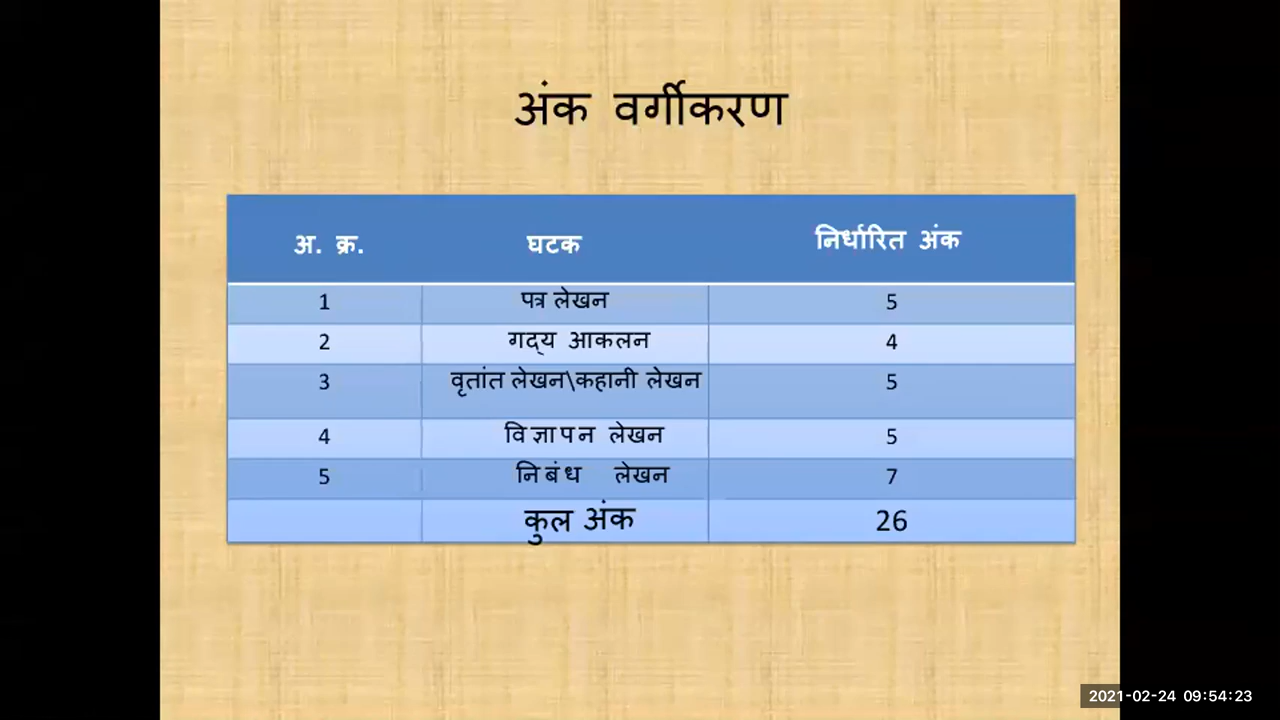 अंक वर्गीकरण
अ. क्र. घटक निर्धारित अंक
1 पत्र लेखन 5
2 गद्य आकलन 4
3 वृतांत लेखन\कहानी लेखन 5
4 विज्ञापन लेखन 5
5 निबंध लेखन 7
कुल अंक 26
2021-02-24 09:54:23